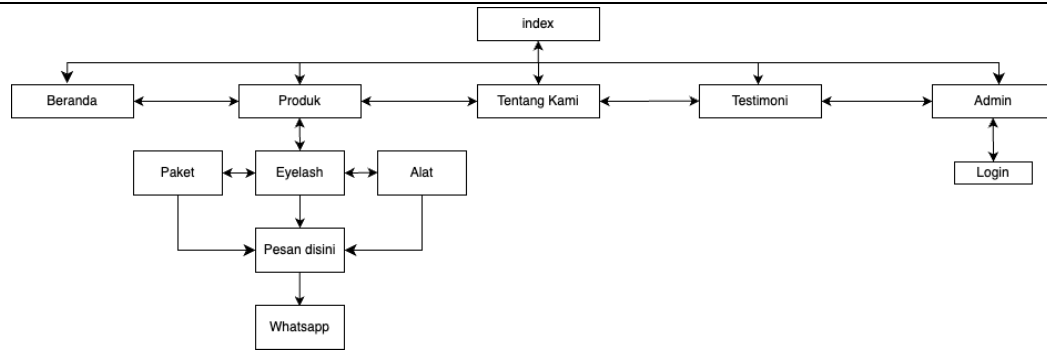 index
Beranda
Produk
Tentang Kami
Testimoni
Admin
Paket
Eyelash
Alat
Login
Pesan disini
Whatsapp